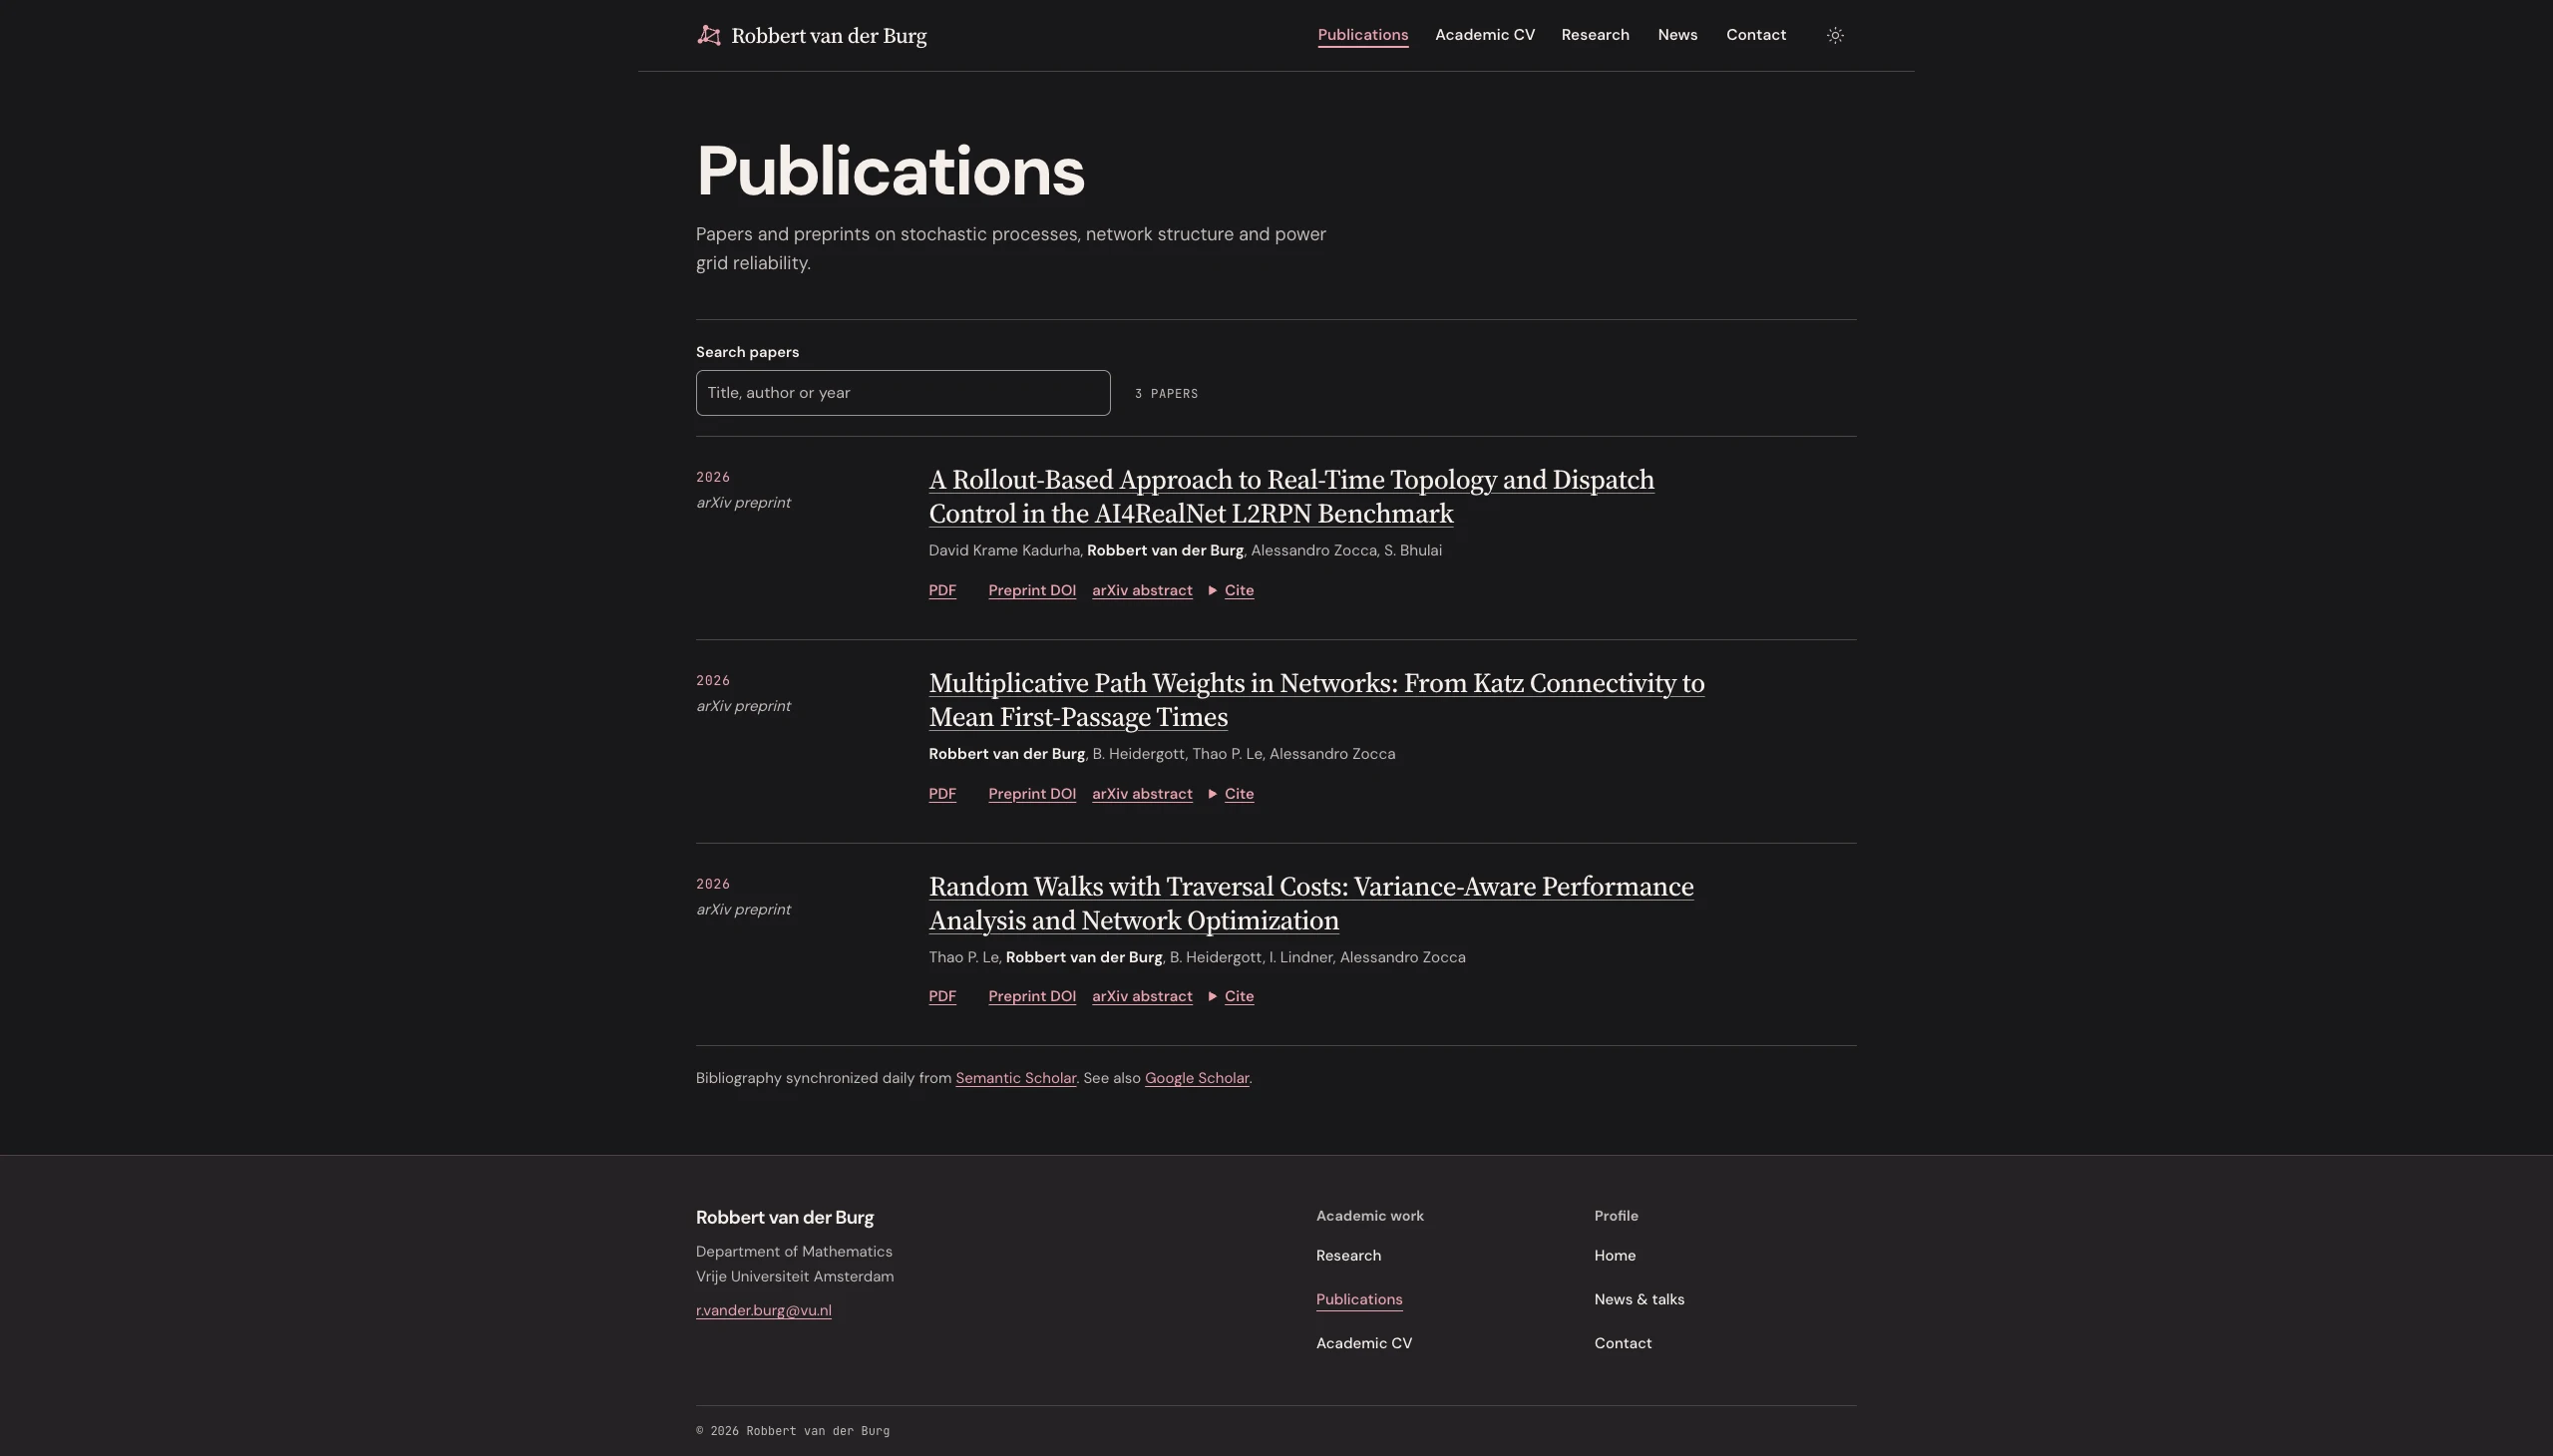 Robbert van der Burg
Publications Academic CV Research News Contact
Publications
Papers and preprints on stochastic processes, network structure and power
grid reliability.
Search papers
Title, author or year
3 PAPERS
2026
arXiv preprint
A Rollout-Based Approach to Real-Time Topology and Dispatch
Control in the AI4RealNet L2RPN Benchmark
David Krame Kadurha, Robbert van der Burg, Alessandro Zocca, S. Bhulai
PDF Preprint DOI arXiv abstract ▶ Cite
2026
arXiv preprint
Multiplicative Path Weights in Networks: From Katz Connectivity to
Mean First-Passage Times
Robbert van der Burg, B. Heidergott, Thao P. Le, Alessandro Zocca
PDF Preprint DOI arXiv abstract ▶ Cite
2026
arXiv preprint
Random Walks with Traversal Costs: Variance-Aware Performance
Analysis and Network Optimization
Thao P. Le, Robbert van der Burg, B. Heidergott, I. Lindner, Alessandro Zocca
PDF Preprint DOI arXiv abstract ▶ Cite
Bibliography synchronized daily from Semantic Scholar. See also Google Scholar.
Robbert van der Burg
Department of Mathematics
Vrije Universiteit Amsterdam
r.vander.burg@vu.nl
Academic work
Research
Publications
Academic CV
Profile
Home
News & talks
Contact
© 2026 Robbert van der Burg